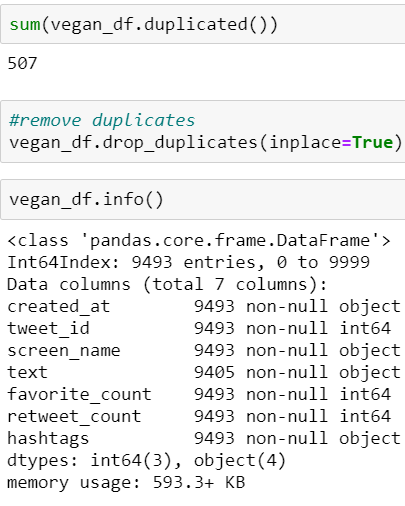 sum(vegan_df.duplicated())
507
#remove duplicates
vegan_df.drop_duplicates(inplace=True)
vegan_df.info()
<class 'pandas.core.frame.DataFrame'>
Int64Index: 9493 entries, 0 to 9999
Data columns (total 7 columns):
created_at        9493 non-null object
tweet_id          9493 non-null int64
screen_name       9493 non-null object
text              9405 non-null object
favorite_count    9493 non-null int64
retweet_count     9493 non-null int64
hashtags          9493 non-null object
dtypes: int64(3), object(4)
memory usage: 593.3+ KB